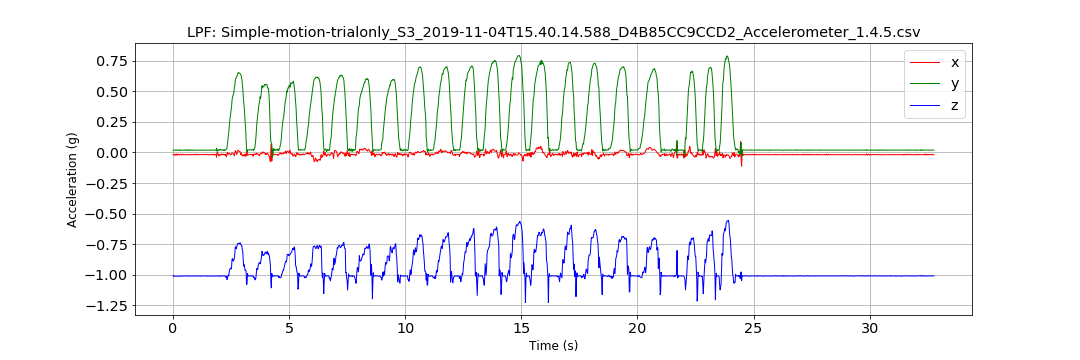 LPF: Simple-motion-trialonly_S3_2019-11-04T15.40.14.588_D4B85CC9CCD2_Accelerometer_1.4.5.csv
x
y
z
Acceleration (g)
0.75
0.50
0.25
0.00
−0.25
−0.50
−0.75
−1.00
−1.25
0 5 10 15 20 25 30
Time (s)